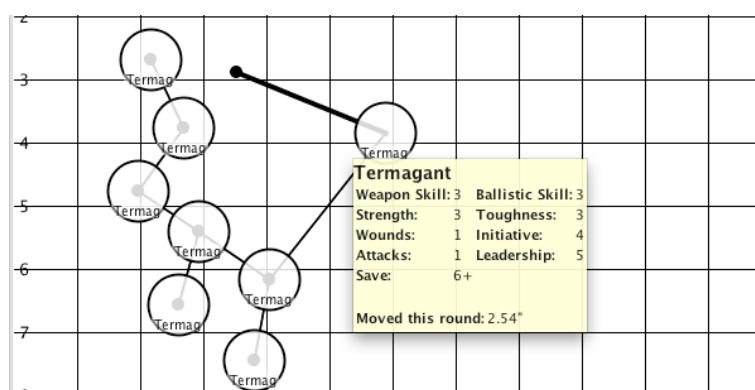 2
3
Termag
4
Termag
Termag
Termagant
Weapon Skill: 3 Ballistic Skill: 3
5
Termag
Strength: 3 Toughness: 3
Wounds: 1 Initiative: 4
Termag
Attacks: 1 Leadership: 5
6
Save: 6+
Termag
Termag
Moved this round: 2.54"
7
Termag